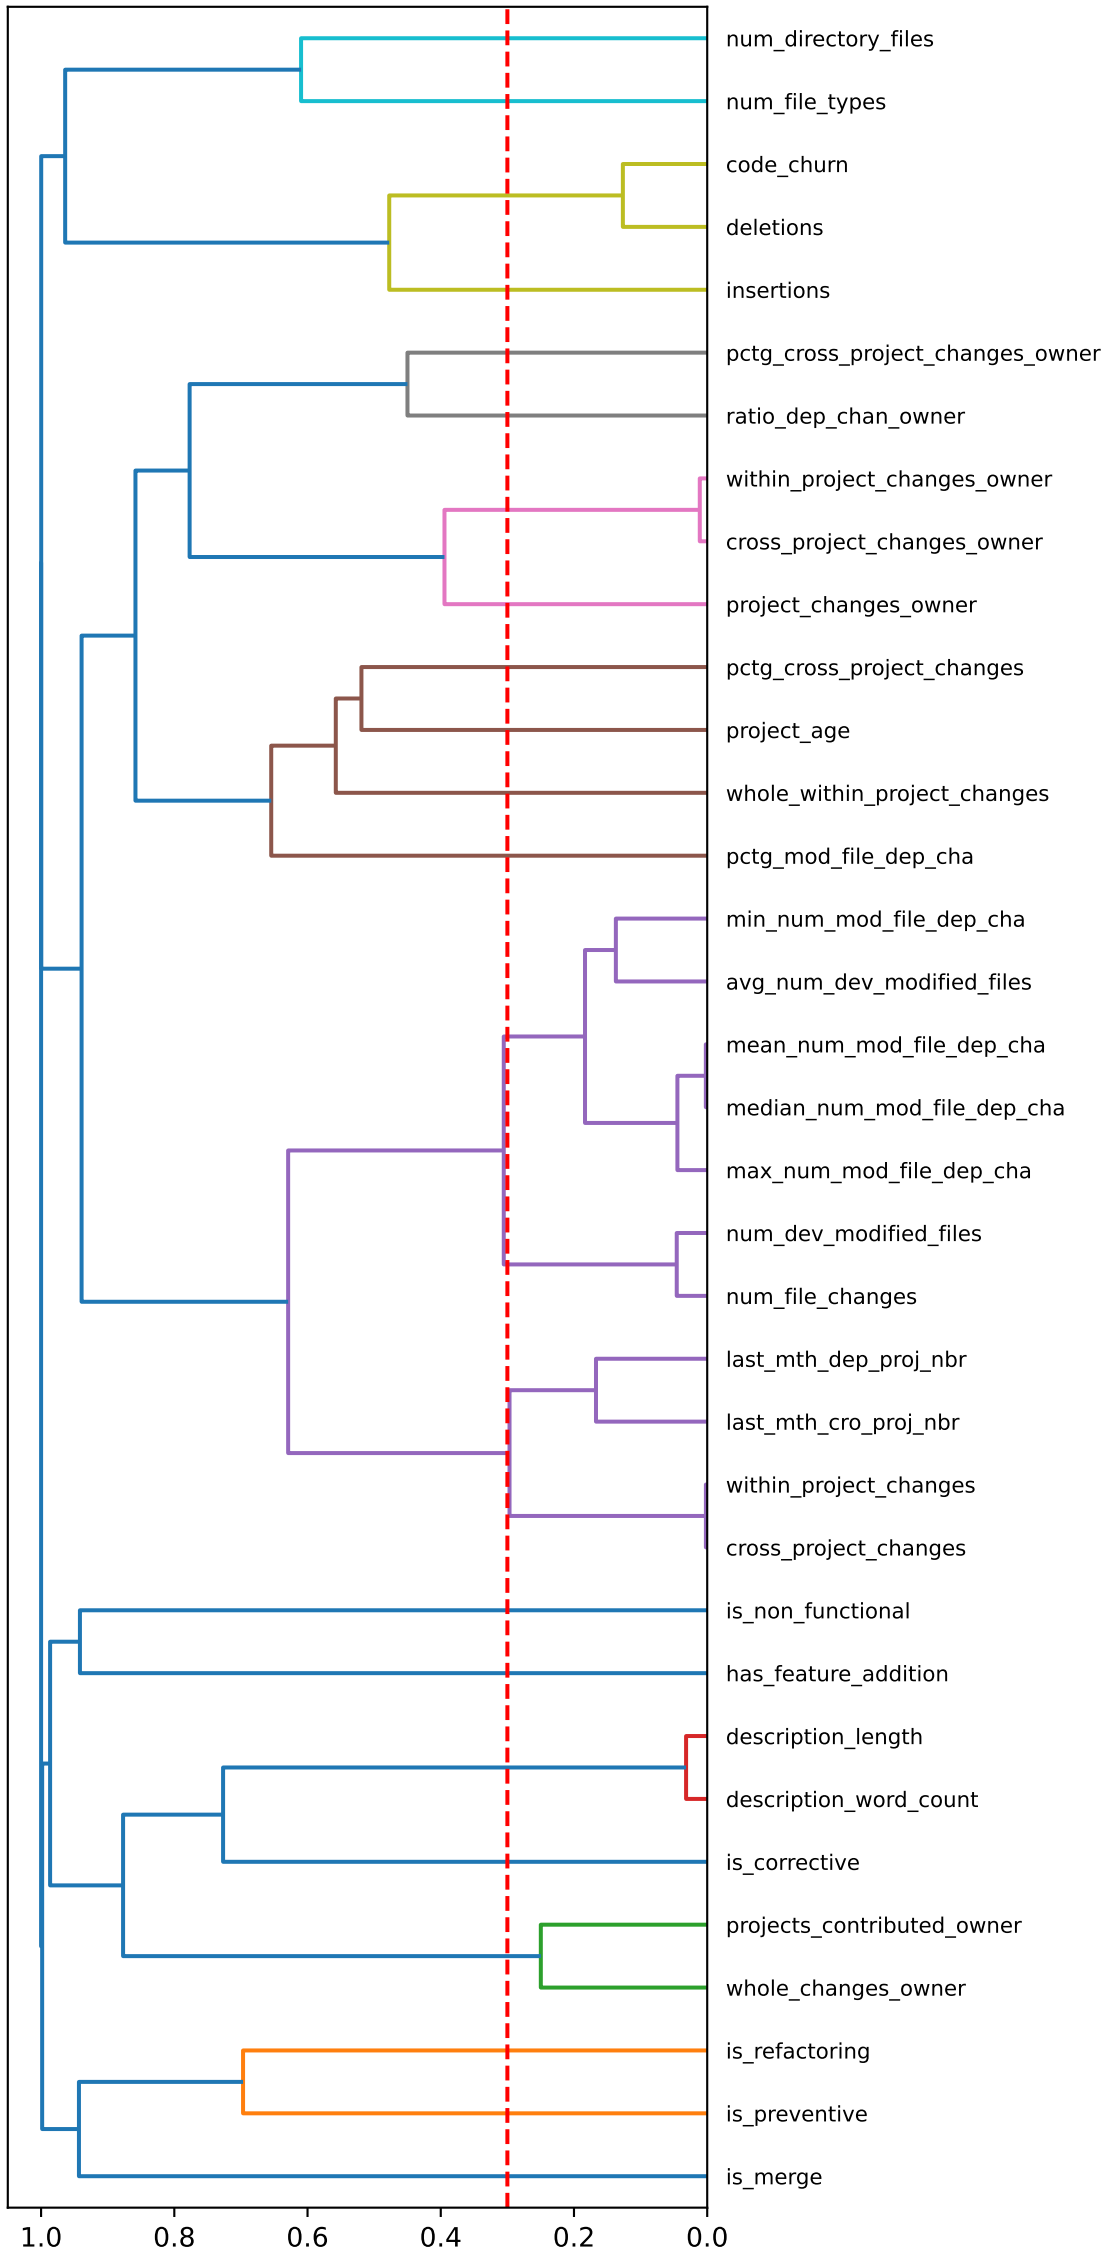 num_directory_files
num_file_types
code_churn
deletions
insertions
pctg_cross_project_changes_owner
ratio_dep_chan_owner
within_project_changes_owner
cross_project_changes_owner
project_changes_owner
pctg_cross_project_changes
project_age
whole_within_project_changes
pctg_mod_file_dep_cha
min_num_mod_file_dep_cha
avg_num_dev_modified_files
mean_num_mod_file_dep_cha
median_num_mod_file_dep_cha
max_num_mod_file_dep_cha
num_dev_modified_files
num_file_changes
last_mth_dep_proj_nbr
last_mth_cro_proj_nbr
within_project_changes
cross_project_changes
is_non_functional
has_feature_addition
description_length
description_word_count
is_corrective
projects_contributed_owner
whole_changes_owner
is_refactoring
is_preventive
is_merge
1.0 0.8 0.6 0.4 0.2 0.0